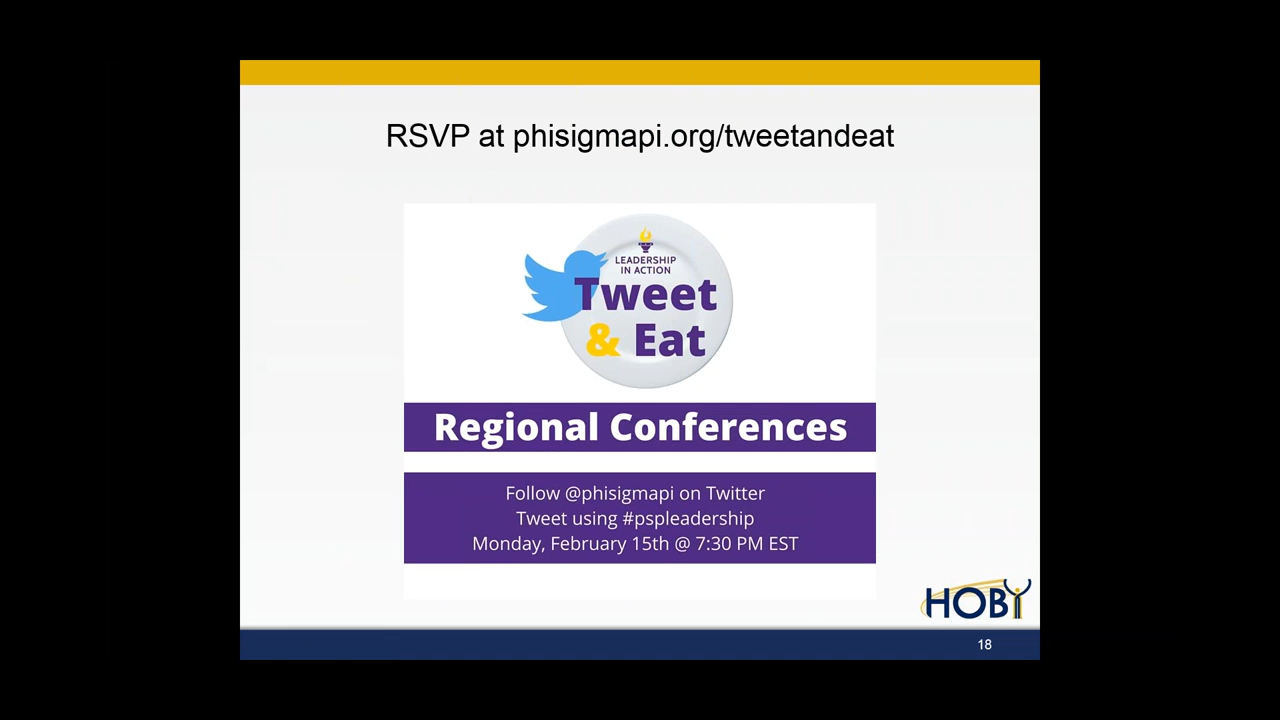 RSVP at phisigmapi.org/tweetandeat
LEADERSHIP
IN ACTION
Tweet
& Eat
Regional Conferences
Follow @phisigmapi on Twitter
Tweet using #pspleadership
Monday, February 15th @ 7:30 PM EST
HOBY
18